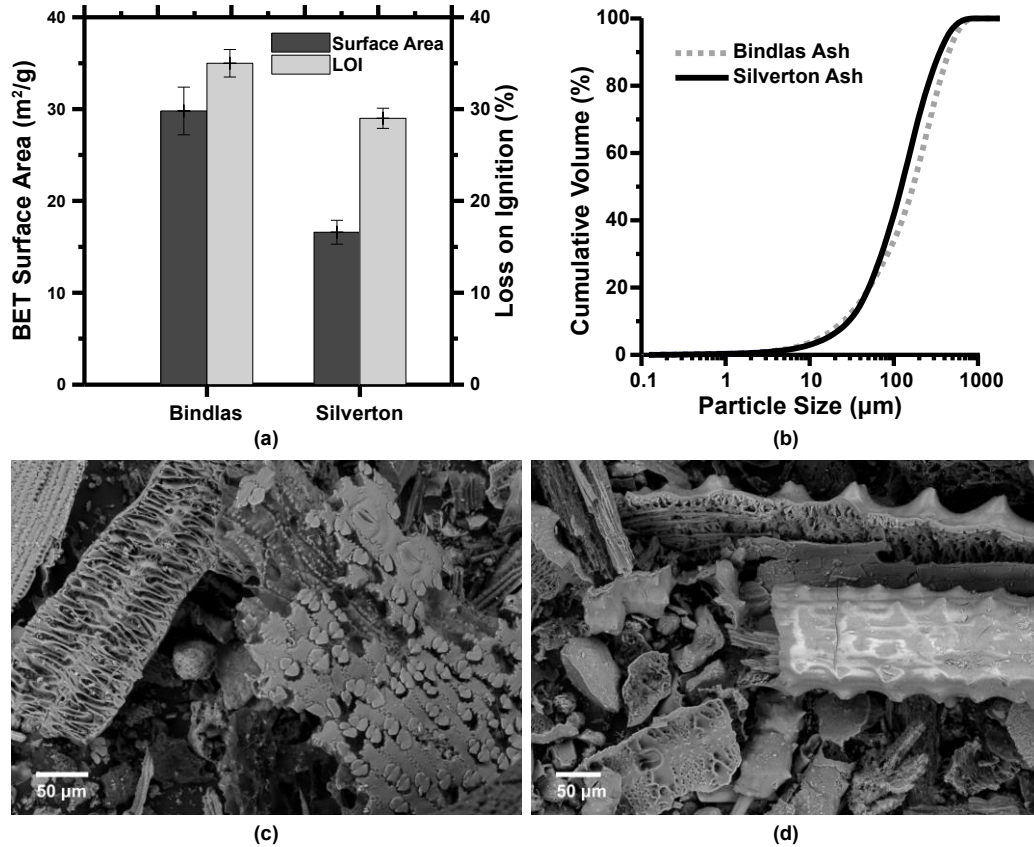 40
30
20
10
0
BET Surface Area (m²/g)
Surface Area
LOI
40
30
20
10
0
Loss on Ignition (%)
Bindlas
Silverton
(a)
100
80
60
40
20
0
Cumulative Volume (%)
Bindlas Ash
Silverton Ash
0.1
1
10
100
1000
Particle Size (µm)
(b)
50 µm
(c)
50 µm
(d)